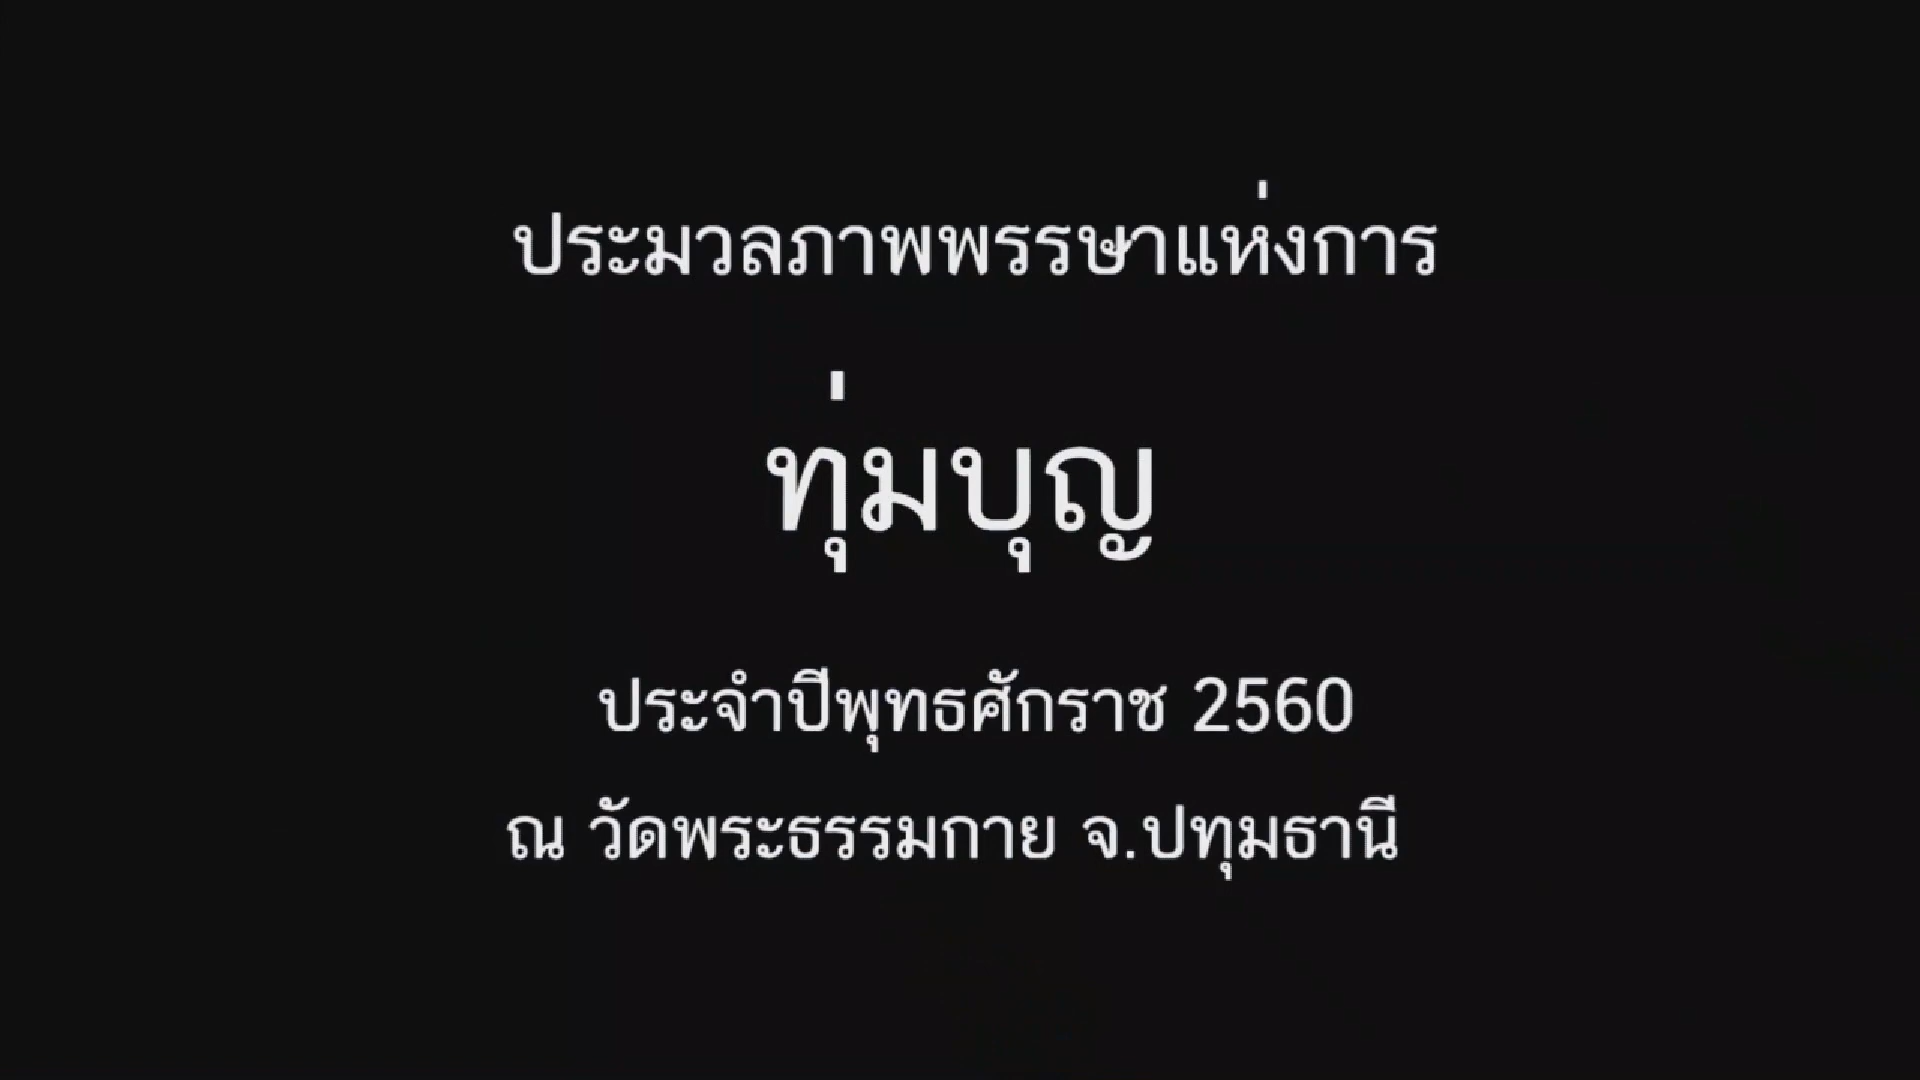 ประมวลภาพพรรษาแห่งการ
ทุ่มบุญ
ประจำปีพุทธศักราช 2560
ณ วัดพระธรรมกาย จ.ปทุมธานี